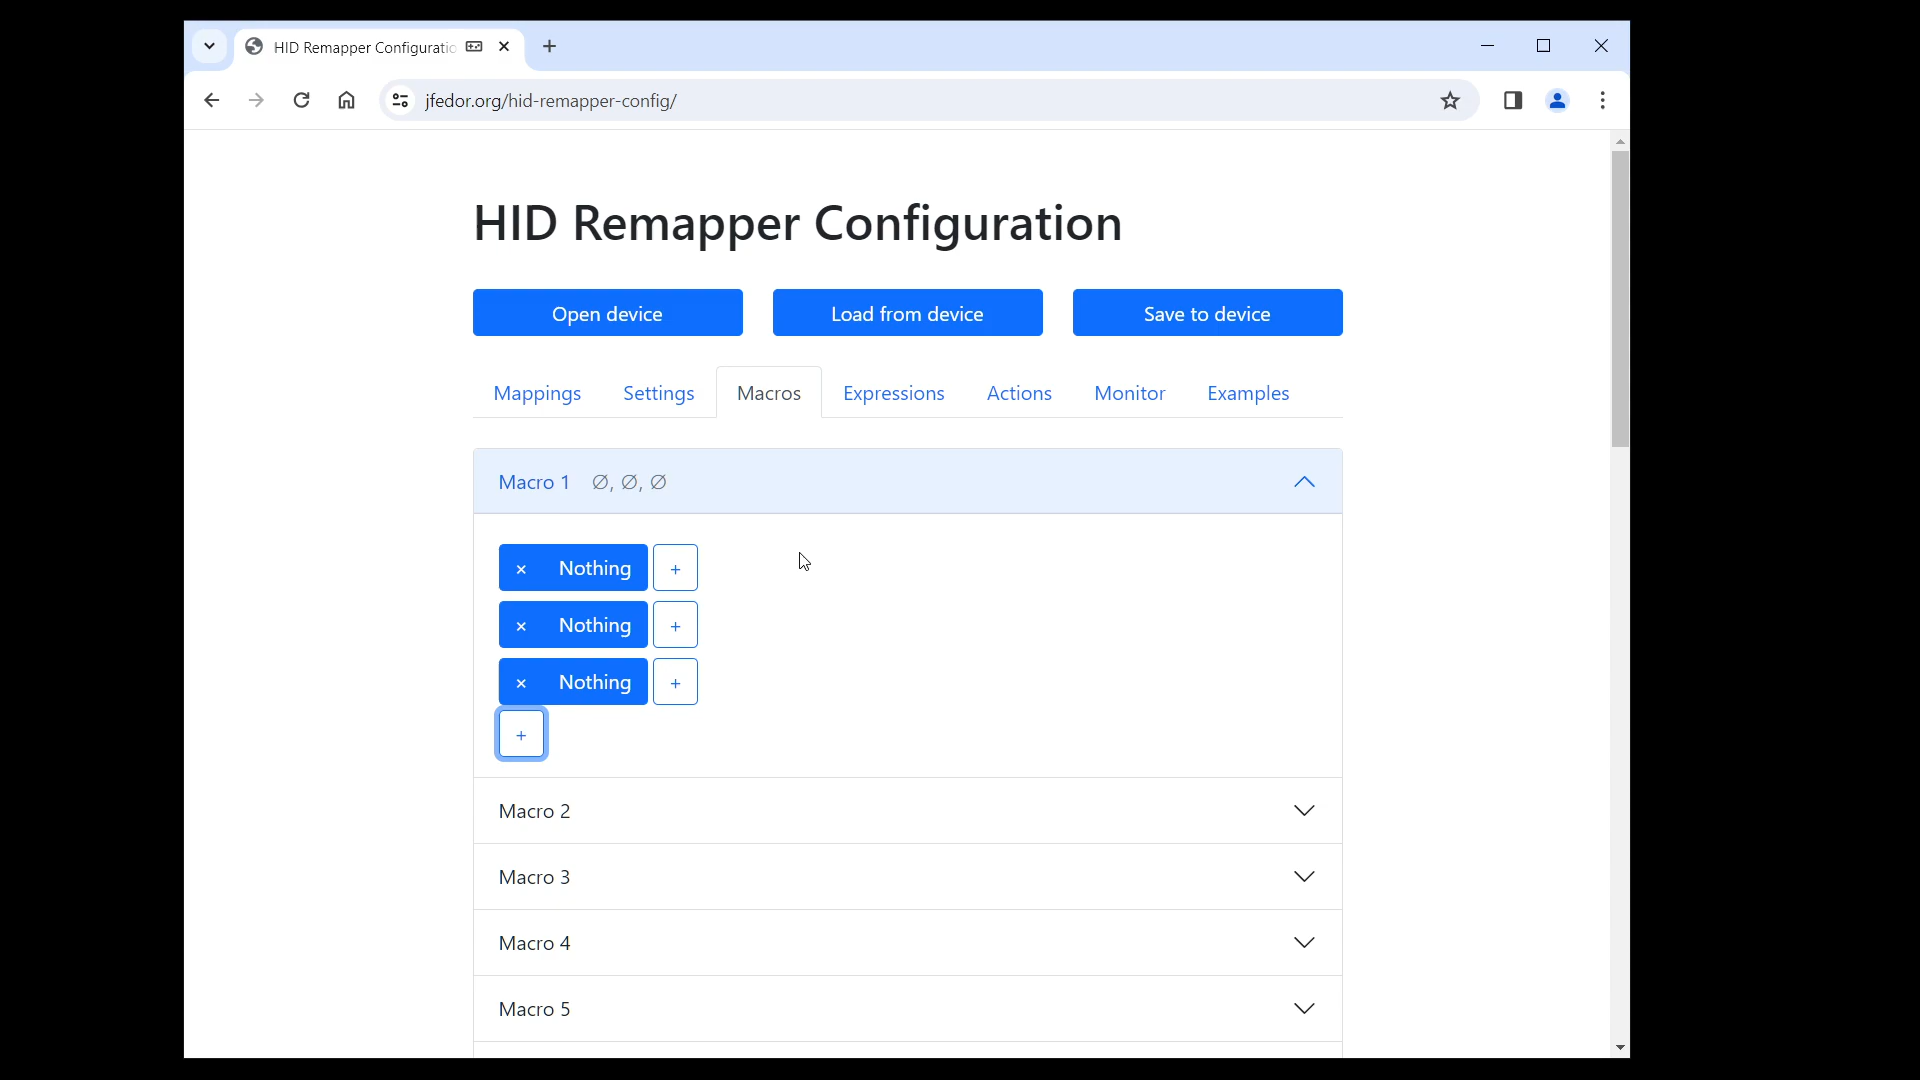 HID Remapper Configuratio
jfedor.org/hid-remapper-config/
HID Remapper Configuration
Open device
Load from device
Save to device
Mappings
Settings
Macros
Expressions
Actions
Monitor
Examples
Macro 1 ∅, ∅, ∅
× Nothing +
× Nothing +
× Nothing +
+
Macro 2
Macro 3
Macro 4
Macro 5